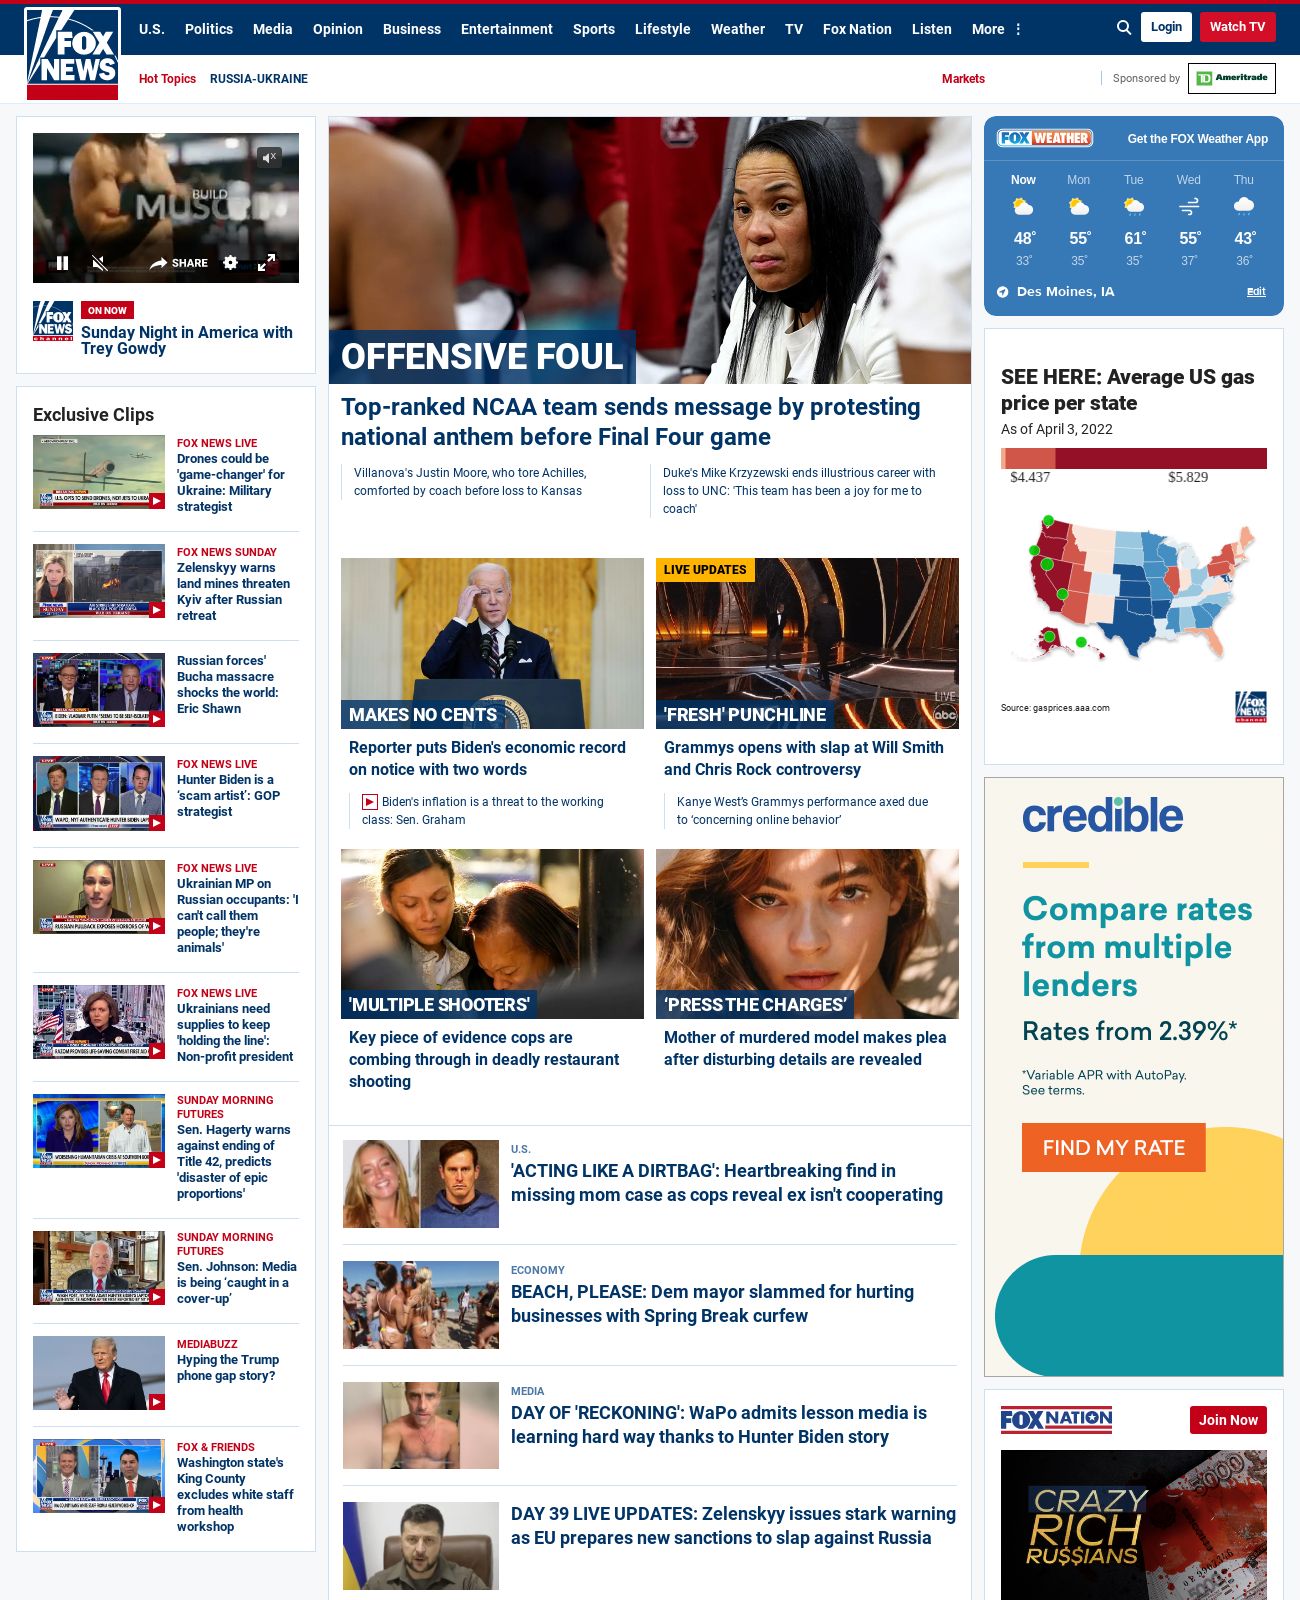 FOX
NEWS
U.S. Politics Media Opinion Business Entertainment Sports Lifestyle Weather TV Fox Nation Listen More
Login
Watch TV
Hot Topics RUSSIA-UKRAINE
Markets
Sponsored by
TD Ameritrade
BUILD
MUSCLE
SHARE
FOX
NEWS
channel
ON NOW
Sunday Night in America with
Trey Gowdy
Exclusive Clips
FOX NEWS LIVE
Drones could be
'game-changer' for
Ukraine: Military
strategist
FOX NEWS SUNDAY
Zelenskyy warns
land mines threaten
Kyiv after Russian
retreat
Russian forces'
Bucha massacre
shocks the world:
Eric Shawn
FOX NEWS LIVE
Hunter Biden is a
‘scam artist’: GOP
strategist
FOX NEWS LIVE
Ukrainian MP on
Russian occupants: 'I
can't call them
people; they're
animals'
FOX NEWS LIVE
Ukrainians need
supplies to keep
'holding the line':
Non-profit president
SUNDAY MORNING
FUTURES
Sen. Hagerty warns
against ending of
Title 42, predicts
'disaster of epic
proportions'
SUNDAY MORNING
FUTURES
Sen. Johnson: Media
is being ‘caught in a
cover-up’
MEDIABUZZ
Hyping the Trump
phone gap story?
FOX & FRIENDS
Washington state's
King County
excludes white staff
from health
workshop
OFFENSIVE FOUL
Top-ranked NCAA team sends message by protesting
national anthem before Final Four game
Villanova's Justin Moore, who tore Achilles,
comforted by coach before loss to Kansas
Duke's Mike Krzyzewski ends illustrious career with
loss to UNC: 'This team has been a joy for me to
coach'
MAKES NO CENTS
Reporter puts Biden's economic record
on notice with two words
Biden's inflation is a threat to the working
class: Sen. Graham
LIVE UPDATES
LIVE
abc
'FRESH' PUNCHLINE
Grammys opens with slap at Will Smith
and Chris Rock controversy
Kanye West’s Grammys performance axed due
to ‘concerning online behavior’
'MULTIPLE SHOOTERS'
Key piece of evidence cops are
combing through in deadly restaurant
shooting
‘PRESS THE CHARGES’
Mother of murdered model makes plea
after disturbing details are revealed
U.S.
'ACTING LIKE A DIRTBAG': Heartbreaking find in
missing mom case as cops reveal ex isn't cooperating
ECONOMY
BEACH, PLEASE: Dem mayor slammed for hurting
businesses with Spring Break curfew
MEDIA
DAY OF 'RECKONING': WaPo admits lesson media is
learning hard way thanks to Hunter Biden story
DAY 39 LIVE UPDATES: Zelenskyy issues stark warning
as EU prepares new sanctions to slap against Russia
FOX WEATHER
Get the FOX Weather App
Now Mon Tue Wed Thu
48° 55° 61° 55° 43°
33° 35° 35° 37° 36°
Des Moines, IA
Edit
SEE HERE: Average US gas
price per state
As of April 3, 2022
$4.437 $5.829
Source: gasprices.aaa.com
FOX
NEWS
channel
credible
Compare rates
from multiple
lenders
Rates from 2.39%*
*Variable APR with AutoPay.
See terms.
FIND MY RATE
FOX NATION
Join Now
CRAZY
RICH
RU$$IANS